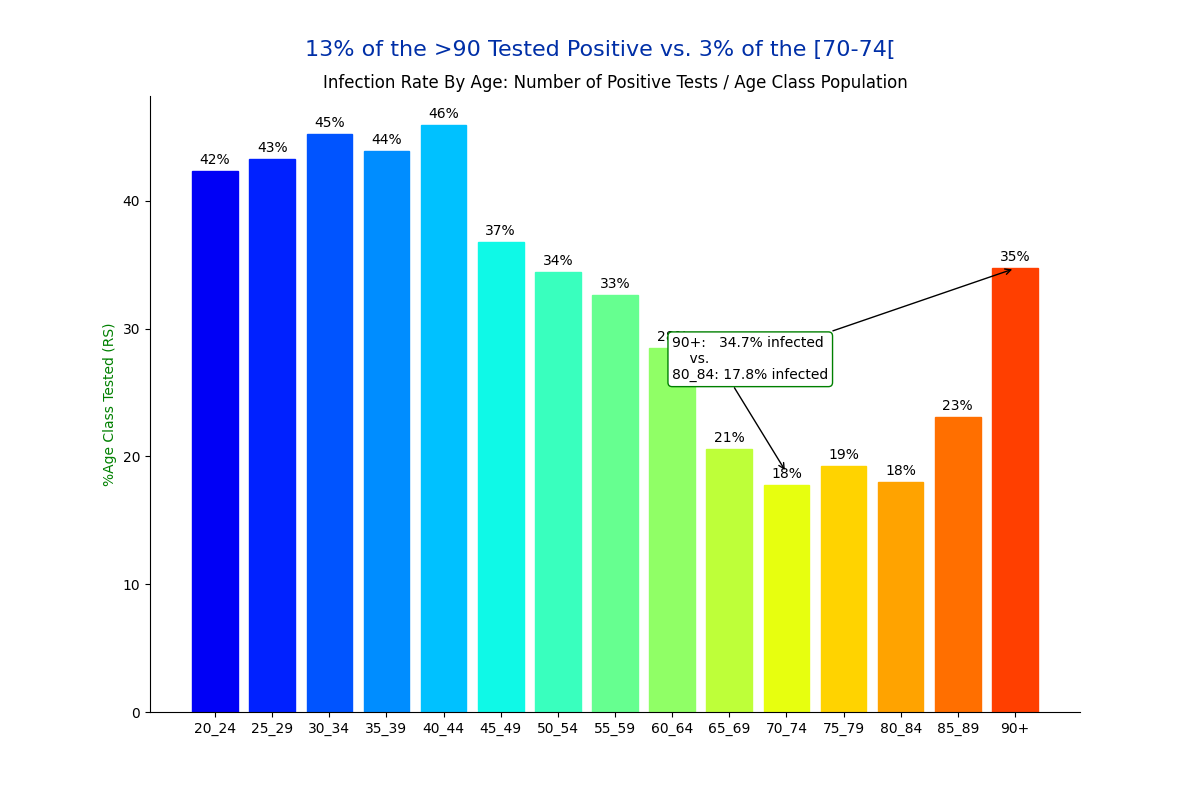 13% of the >90 Tested Positive vs. 3% of the [70-74[
Infection Rate By Age: Number of Positive Tests / Age Class Population
%Age Class Tested (RS)
40
30
20
10
0
42%
43%
45%
44%
46%
37%
34%
33%
21%
18%
19%
18%
23%
35%
90+: 34.7% infected
vs.
80_84: 17.8% infected
20_24 25_29 30_34 35_39 40_44 45_49 50_54 55_59 60_64 65_69 70_74 75_79 80_84 85_89 90+